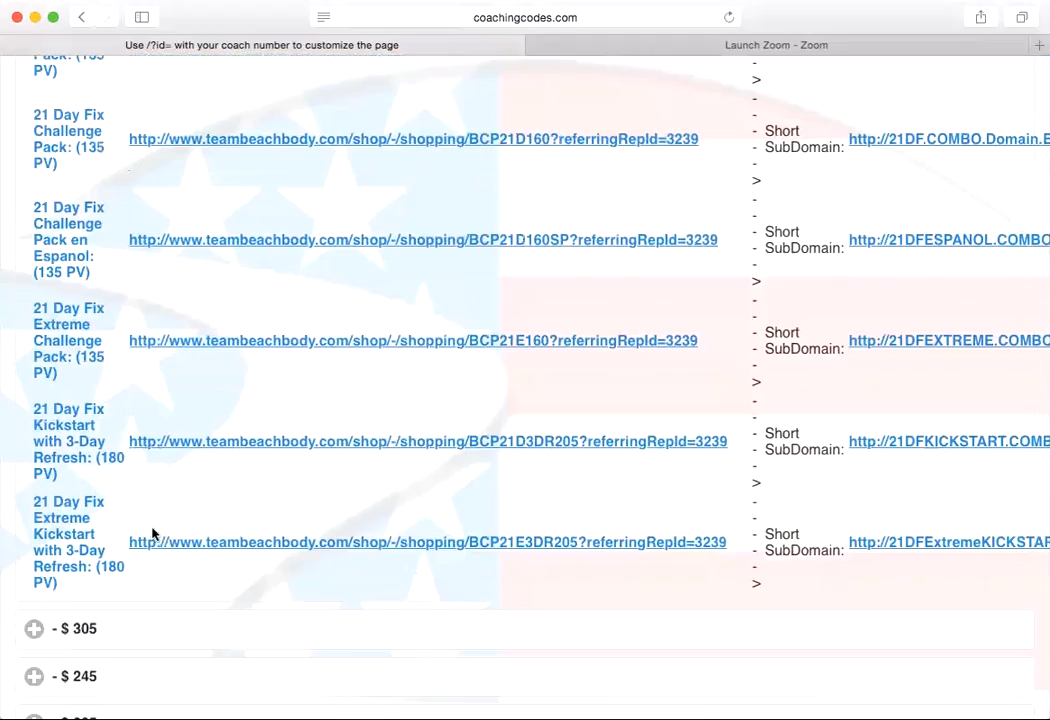 coachingcodes.com
Use /?id= with your coach number to customize the page
Launch Zoom - Zoom
Pack: (135
PV)
-
>
21 Day Fix
Challenge
Pack: (135
PV)
http://www.teambeachbody.com/shop/-/shopping/BCP21D160?referringRepId=3239
-
-
- Short
- SubDomain:
-
-
>
http://21DF.COMBO.Domain.E
21 Day Fix
Challenge
Pack en
Espanol:
(135 PV)
http://www.teambeachbody.com/shop/-/shopping/BCP21D160SP?referringRepId=3239
-
-
- Short
- SubDomain:
-
-
>
http://21DFESPANOL.COMBO
21 Day Fix
Extreme
Challenge
Pack: (135
PV)
http://www.teambeachbody.com/shop/-/shopping/BCP21E160?referringRepId=3239
-
-
- Short
- SubDomain:
-
-
>
http://21DFEXTREME.COMBO
21 Day Fix
Kickstart
with 3-Day
Refresh: (180
PV)
http://www.teambeachbody.com/shop/-/shopping/BCP21D3DR205?referringRepId=3239
-
-
- Short
- SubDomain:
-
-
>
http://21DFKICKSTART.COMB
21 Day Fix
Extreme
Kickstart
with 3-Day
Refresh: (180
PV)
http://www.teambeachbody.com/shop/-/shopping/BCP21E3DR205?referringRepId=3239
-
-
- Short
- SubDomain:
-
-
>
http://21DFExtremeKICKSTAR
- $ 305
- $ 245